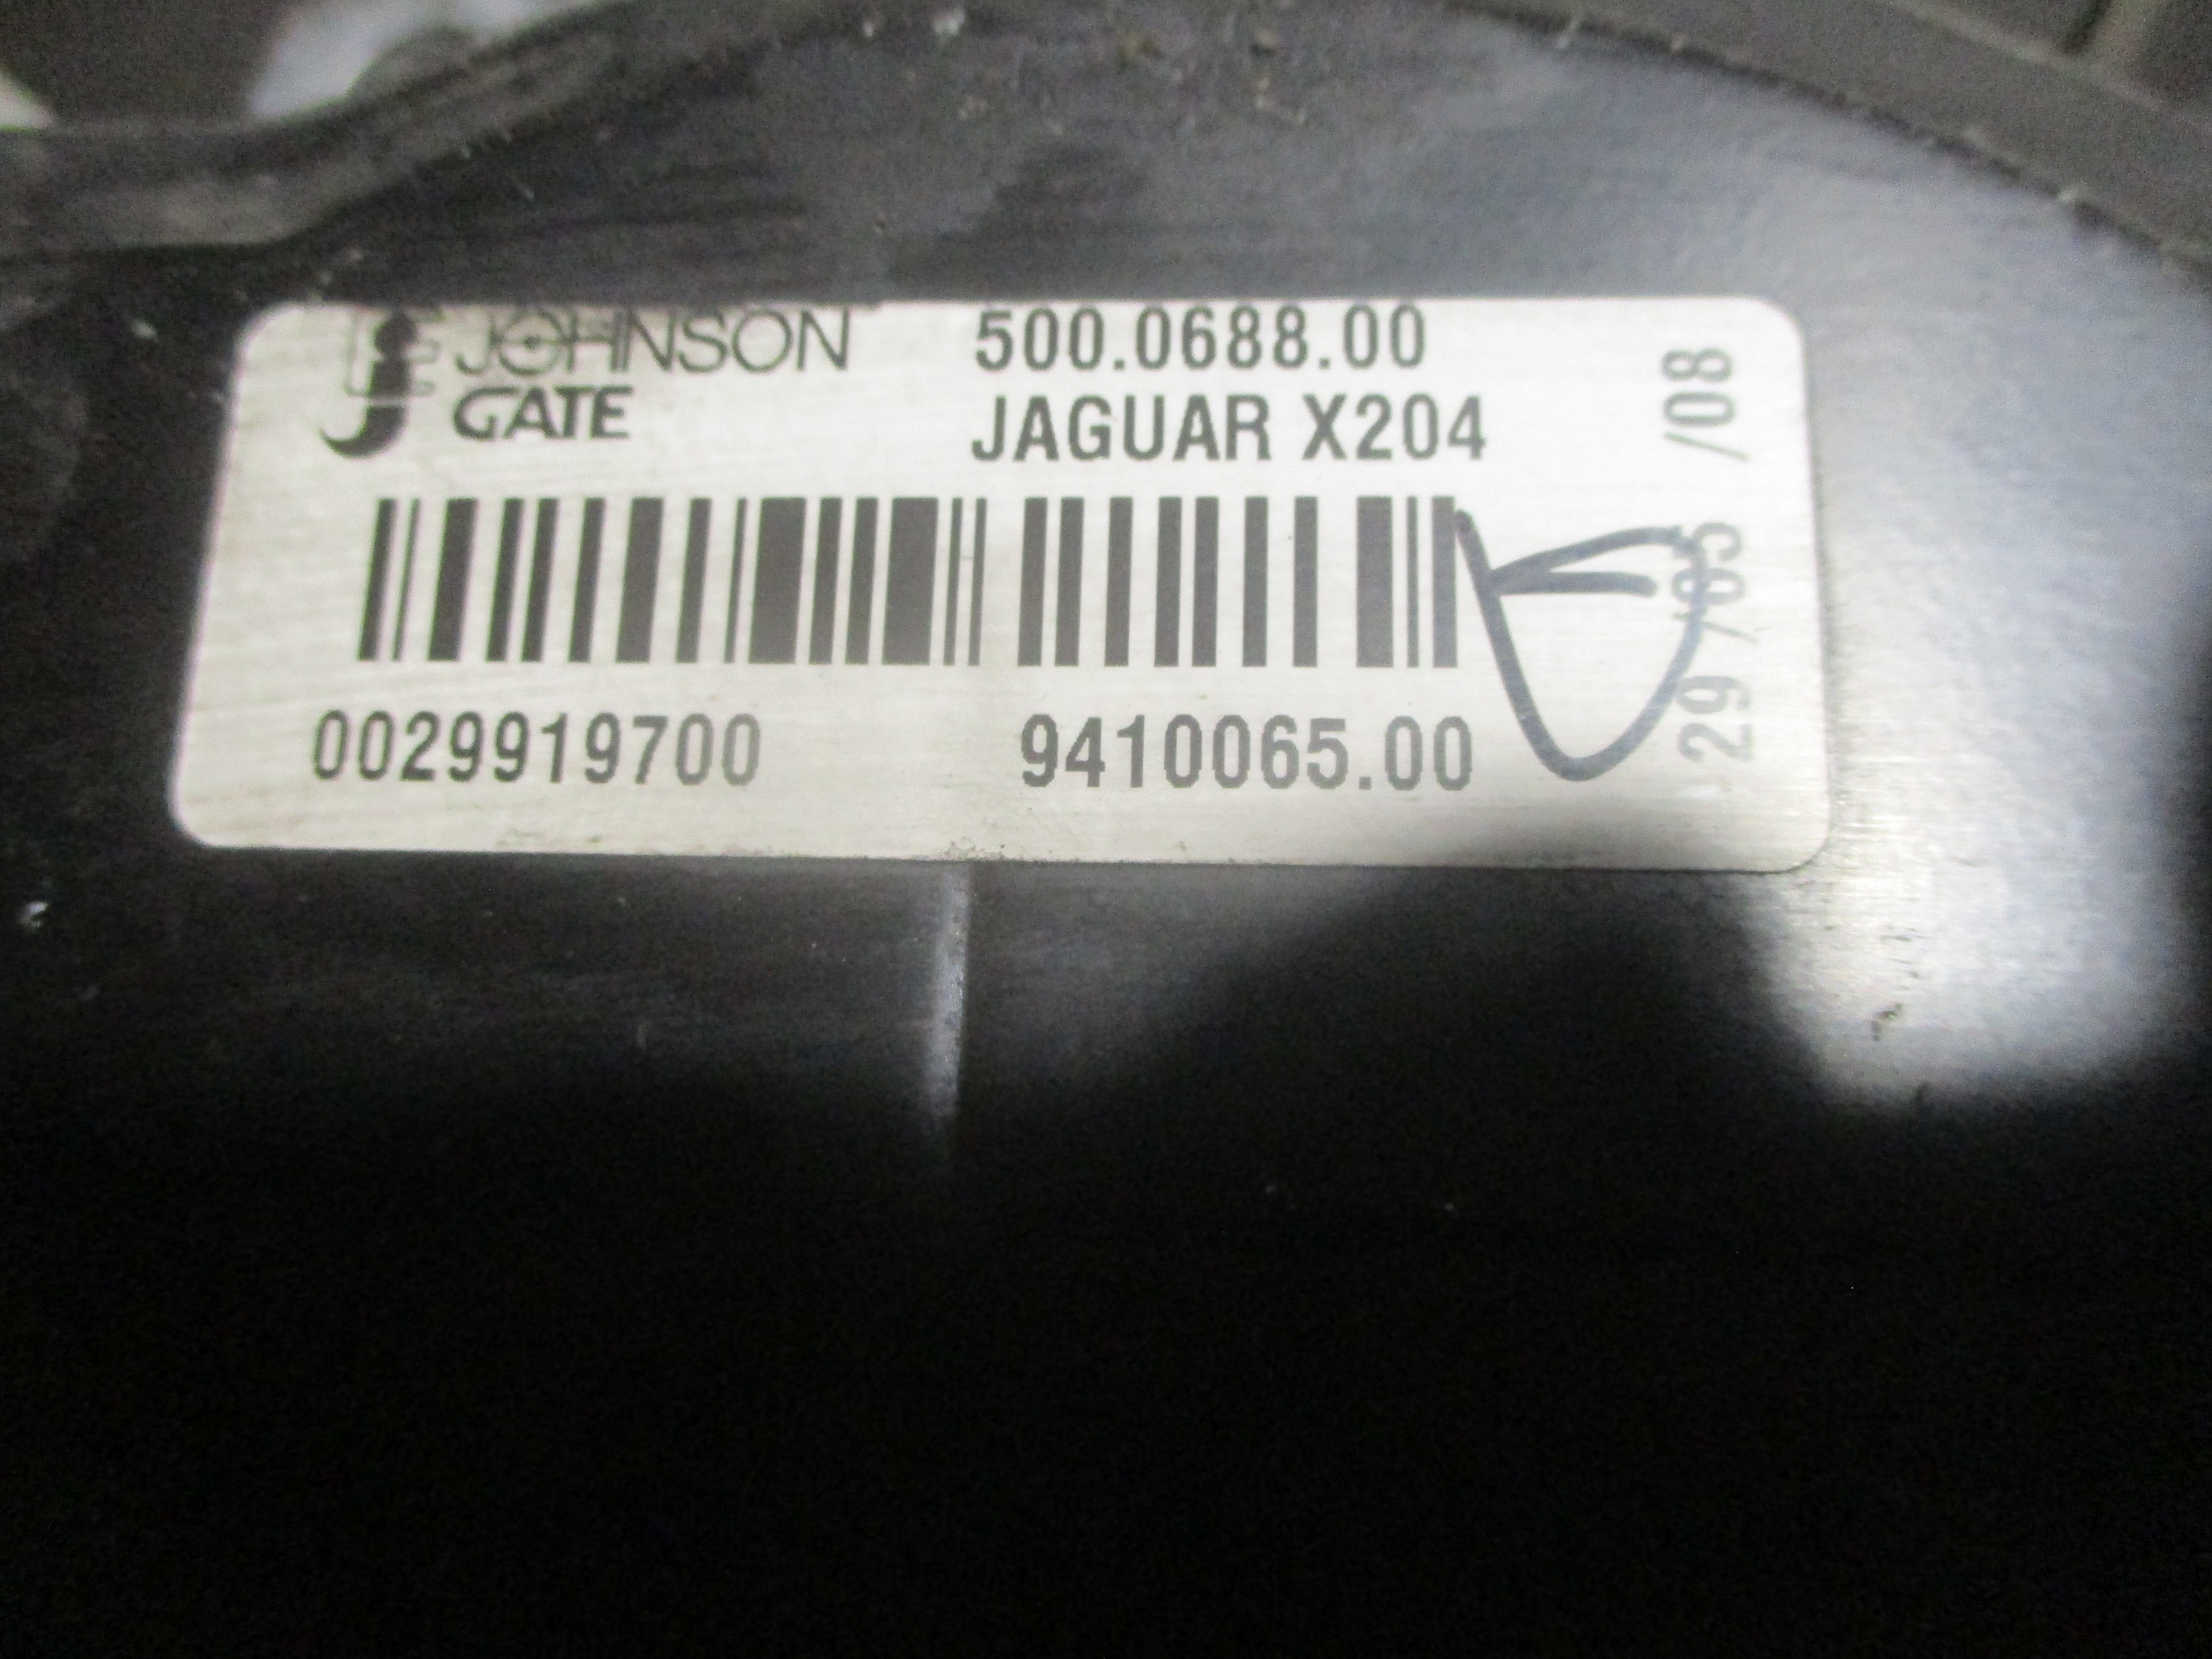 JOHNSON
GATE
500.0688.00
JAGUAR X204
0029919700
9410065.00
29 /05 /08